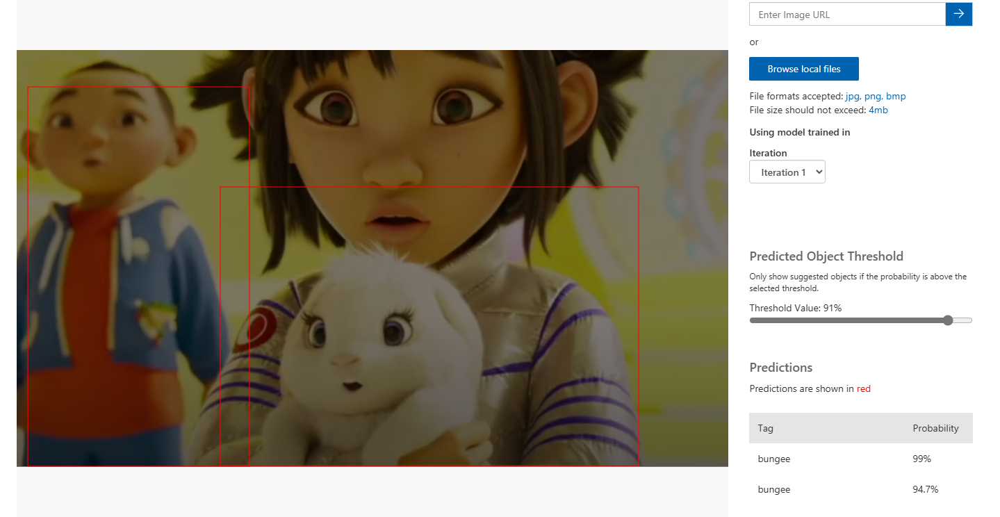 Enter Image URL
or
Browse local files
File formats accepted: jpg, png, bmp
File size should not exceed: 4mb
Using model trained in
Iteration
Iteration 1
Predicted Object Threshold
Only show suggested objects if the probability is above the
selected threshold.
Threshold Value: 91%
Predictions
Predictions are shown in red
Tag Probability
bungee 99%
bungee 94.7%